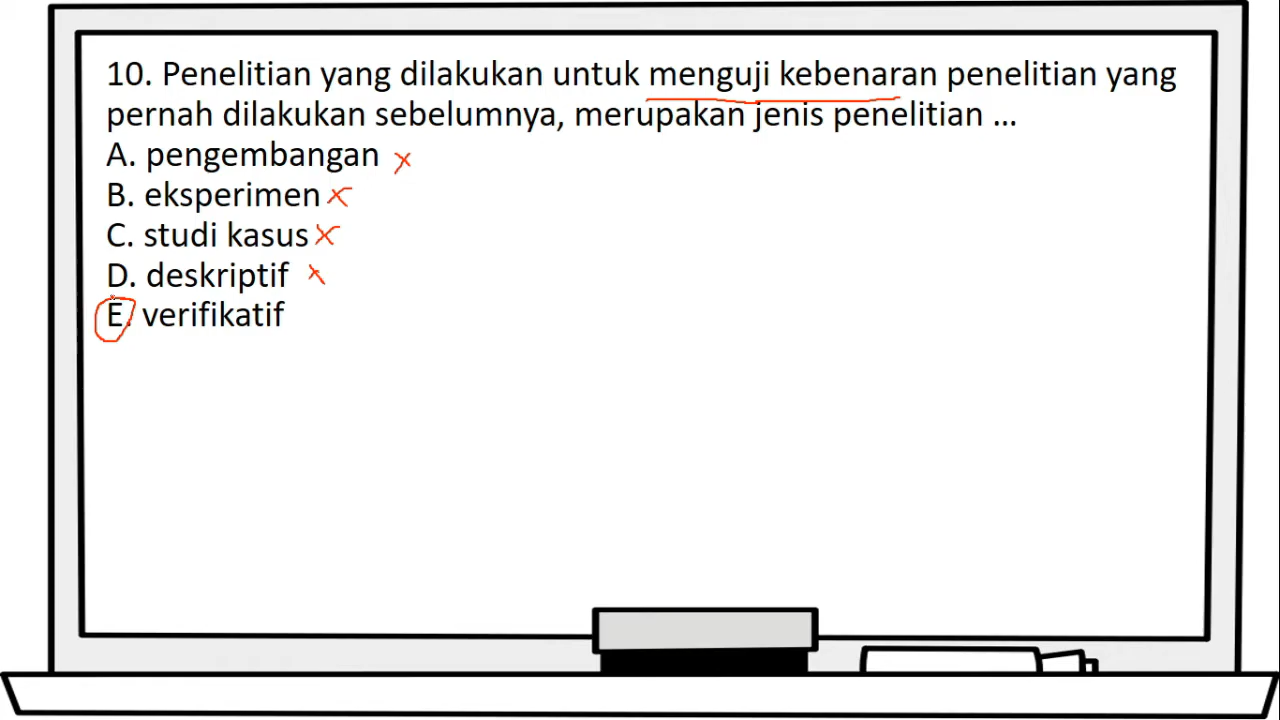 10. Penelitian yang dilakukan untuk menguji kebenaran penelitian yang
pernah dilakukan sebelumnya, merupakan jenis penelitian ...
A. pengembangan
B. eksperimen
C. studi kasus
D. deskriptif
E. verifikatif